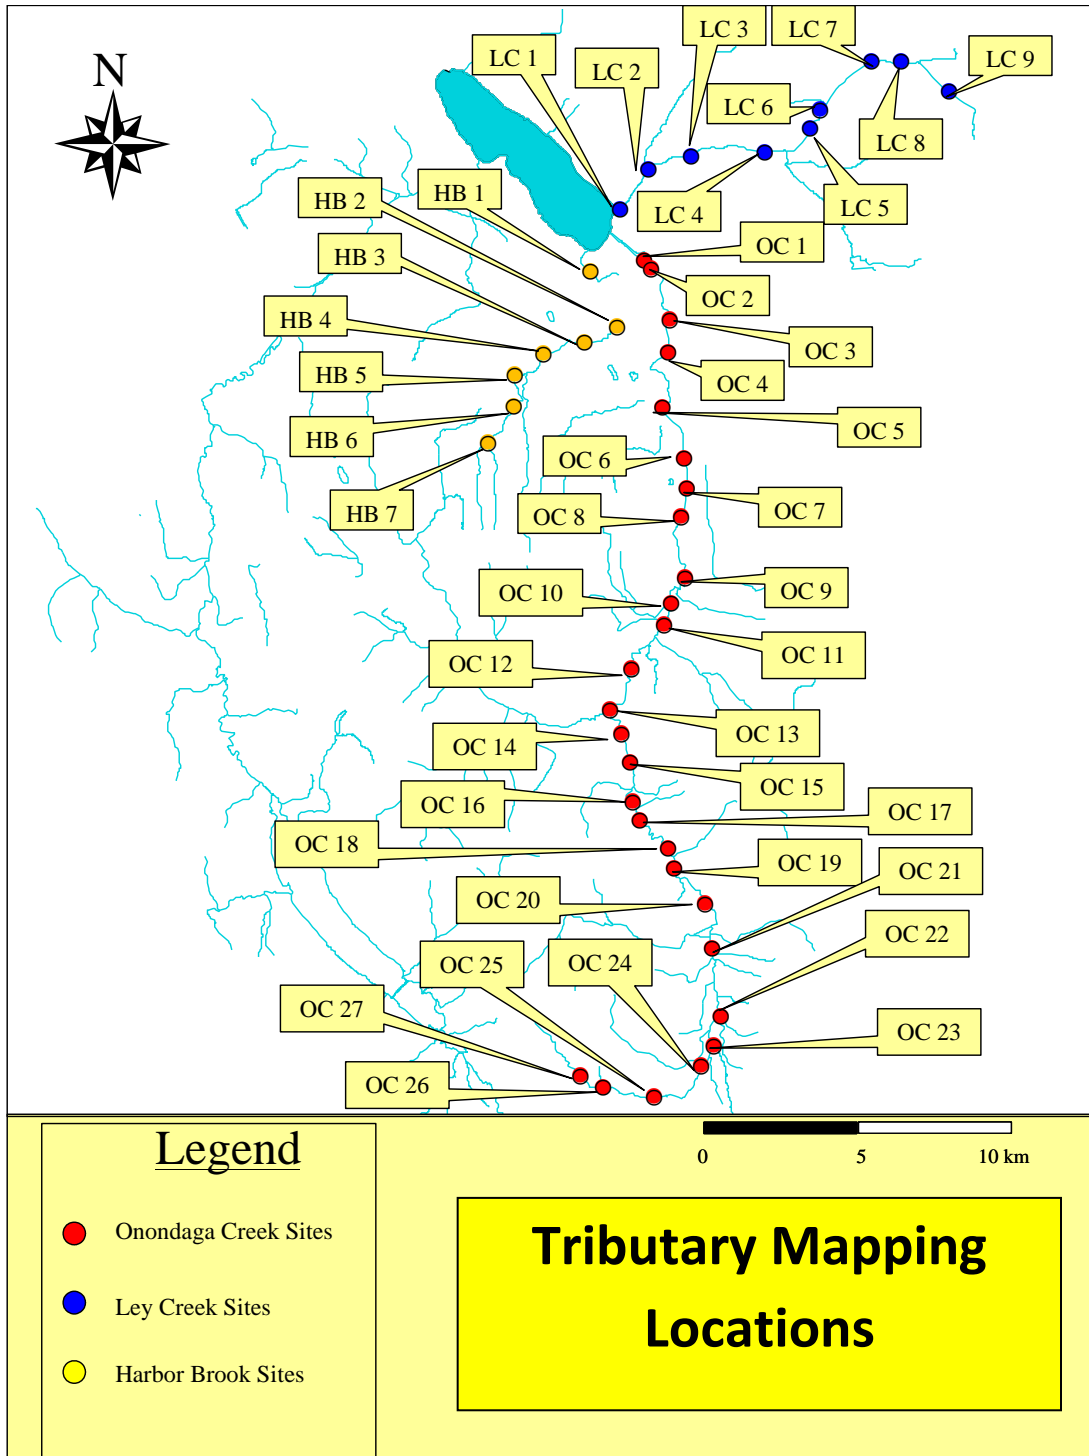 N
LC 1
LC 2
LC 3
LC 7
LC 9
LC 6
LC 8
LC 4
LC 5
HB 1
HB 2
HB 3
HB 4
HB 5
HB 6
HB 7
OC 1
OC 2
OC 3
OC 4
OC 5
OC 6
OC 7
OC 8
OC 9
OC 10
OC 11
OC 12
OC 13
OC 14
OC 15
OC 16
OC 17
OC 18
OC 19
OC 20
OC 21
OC 22
OC 23
OC 24
OC 25
OC 26
OC 27
Legend
Onondaga Creek Sites
Ley Creek Sites
Harbor Brook Sites
0 5 10 km
Tributary Mapping
Locations